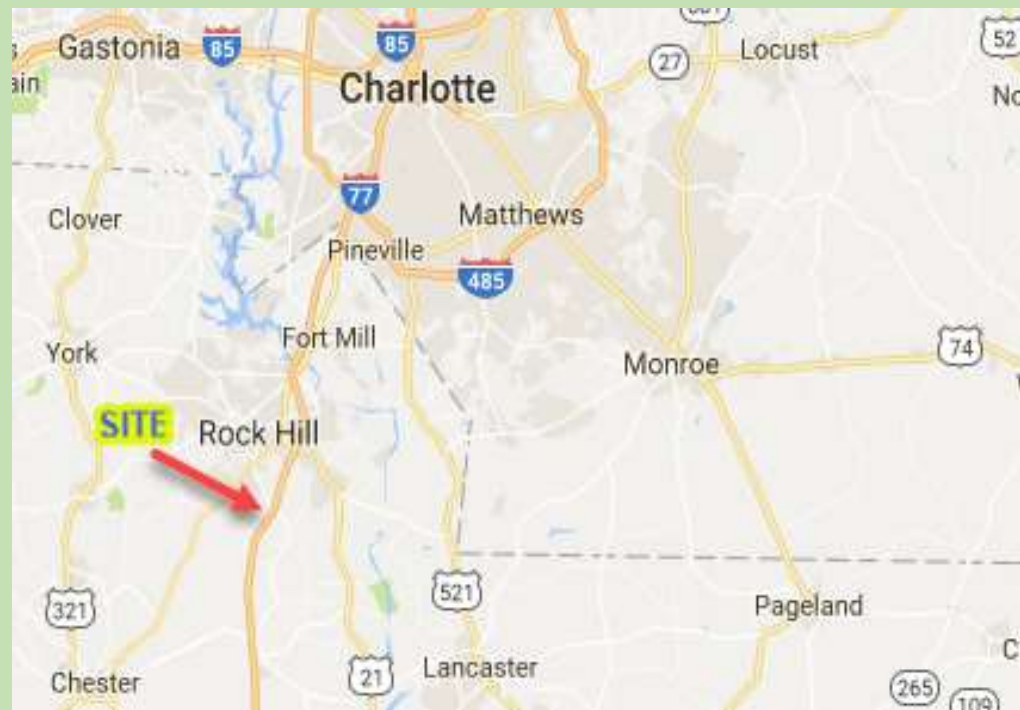 Gastonia
85
85
Charlotte
27
Locust
52
77
Clover
Matthews
Pineville
485
Fort Mill
York
Monroe
74
SITE
Rock Hill
321
521
Pageland
Chester
21
Lancaster
265
109